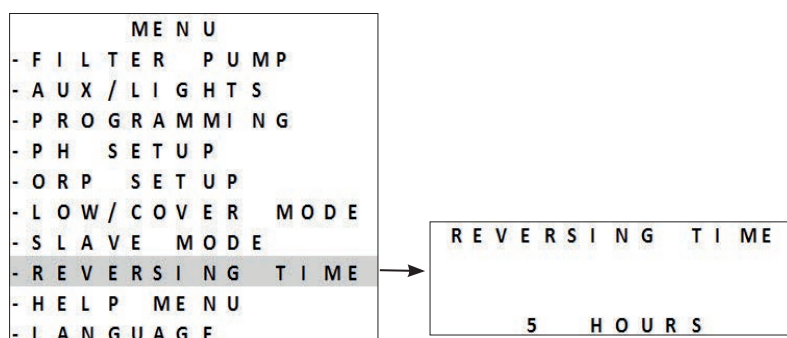 MENU
-FILTER PUMP
-AUX/LIGHTS
-PROGRAMMING
-PH SETUP
-ORP SETUP
-LOW/COVER MODE
-SLAVE MODE
-REVERSING TIME
-HELP MENU
-LANGUAGE
REVERSING TIME
5 HOURS